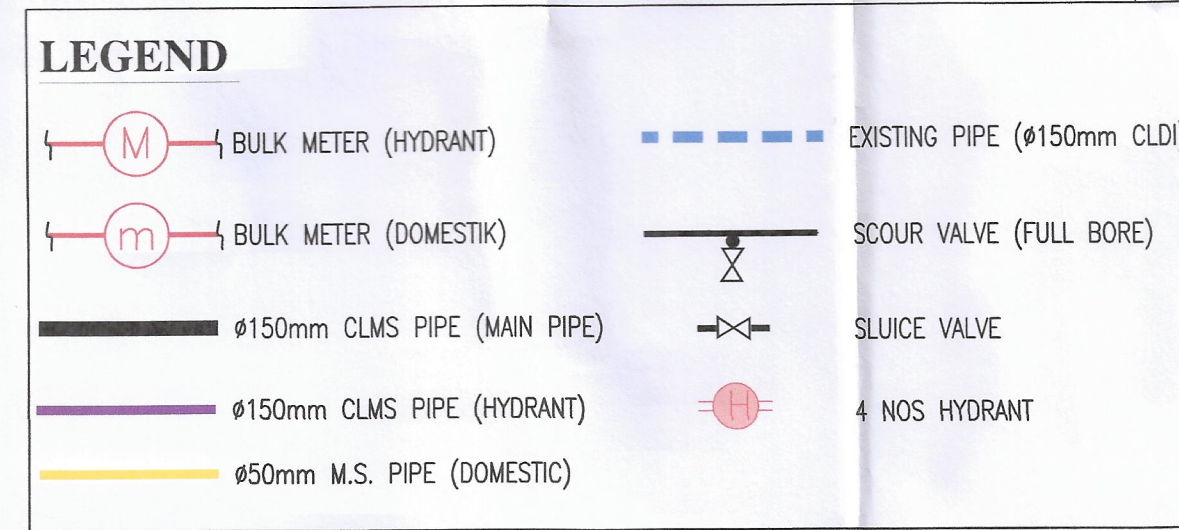 LEGEND
M BULK METER (HYDRANT)
m BULK METER (DOMESTIK)
ø150mm CLMS PIPE (MAIN PIPE)
ø150mm CLMS PIPE (HYDRANT)
ø50mm M.S. PIPE (DOMESTIC)
EXISTING PIPE (ø150mm CLDI)
SCOUR VALVE (FULL BORE)
SLUICE VALVE
H 4 NOS HYDRANT